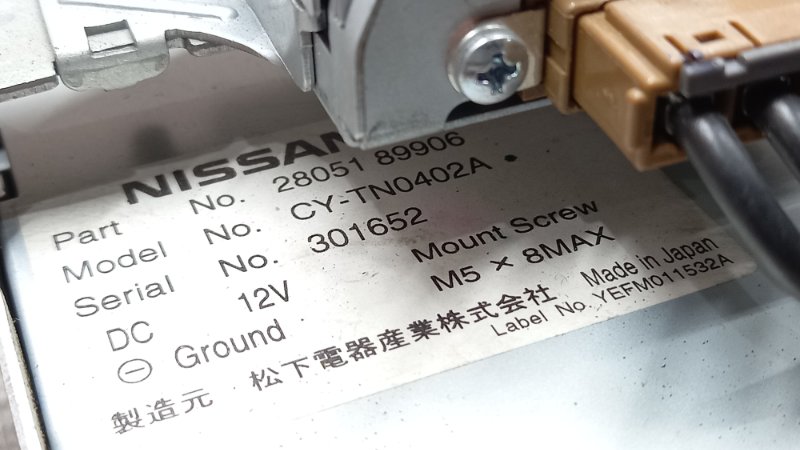 NISSAN
Part No. 28051 89906
Model No. CY-TN0402A
Serial No. 301652
DC 12V Mount Screw
⊖ Ground M5 × 8MAX
製造元 松下電器産業株式会社 Made in Japan
Label No. YEFM011532A